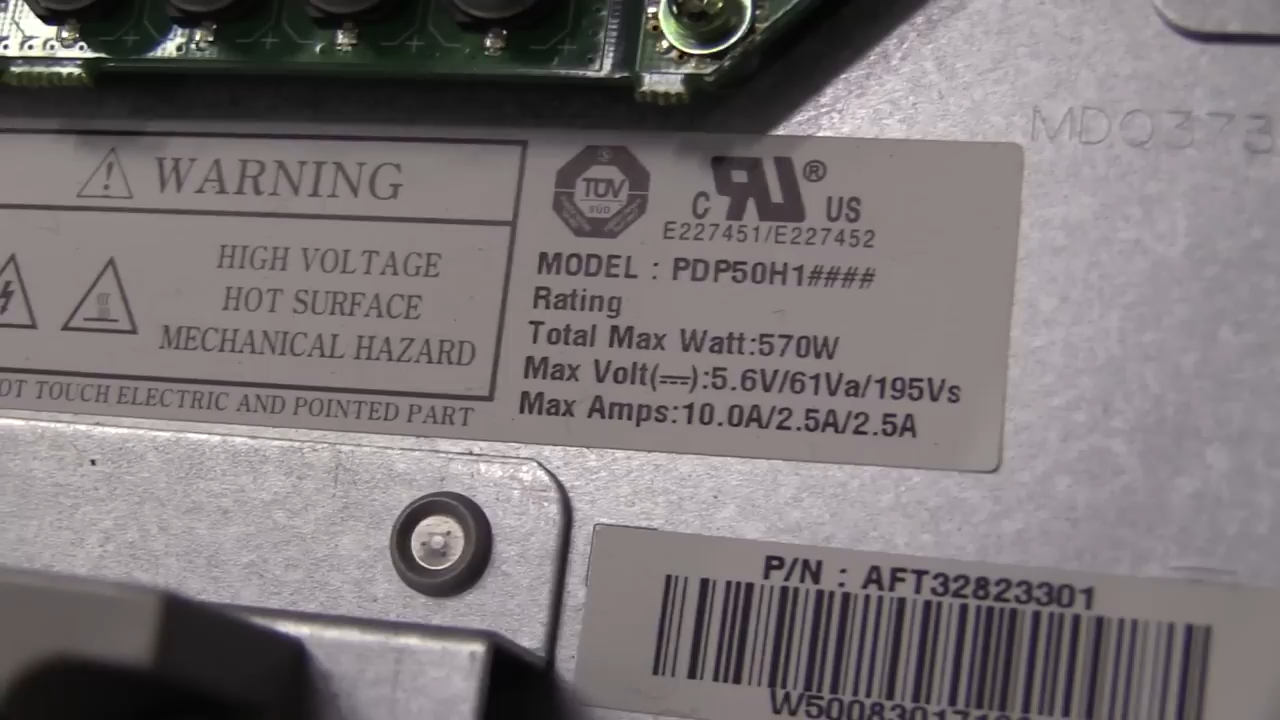 MDQ373
WARNING
HIGH VOLTAGE
HOT SURFACE
MECHANICAL HAZARD
OT TOUCH ELECTRIC AND POINTED PART
TÜV
SÜD
C RU® US
E227451/E227452
MODEL : PDP50H1####
Rating
Total Max Watt:570W
Max Volt(⎓):5.6V/61Va/195Vs
Max Amps:10.0A/2.5A/2.5A
P/N : AFT32823301